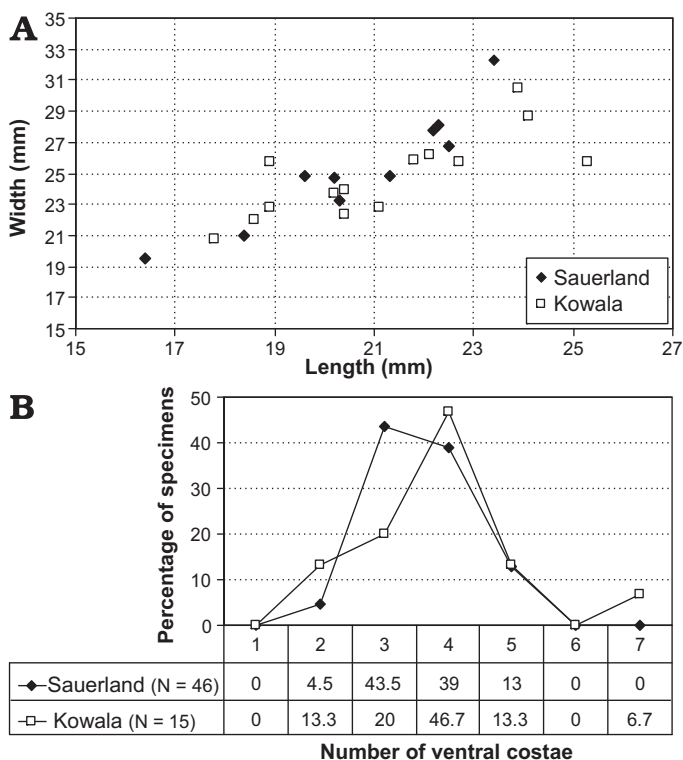 A
Width (mm)
35
33
31
29
27
25
23
21
19
17
15
15 17 19 21 23 25 27
Length (mm)
Sauerland
Kowala
B
Percentage of specimens
50
40
30
20
10
0
1 2 3 4 5 6 7
Sauerland (N = 46) 0 4.5 43.5 39 13 0 0
Kowala (N = 15) 0 13.3 20 46.7 13.3 0 6.7
Number of ventral costae